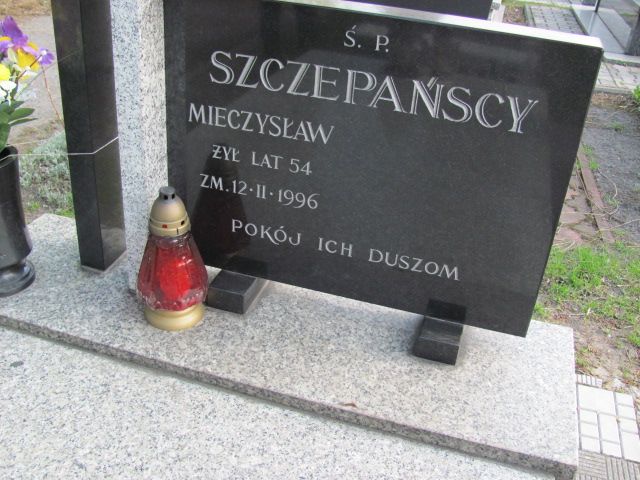 Ś. P.
SZCZEPAŃSCY
MIECZYSŁAW
ŻYŁ LAT 54
ZM. 12·II·1996
POKÓJ ICH DUSZOM